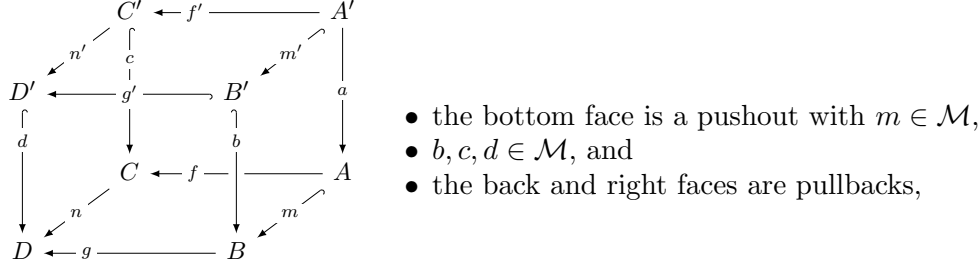 C′ f′ A′
n′ c m′
D′ g′ B′
d b a
C f A
n m
D g B
• the bottom face is a pushout with m ∈ ℳ,
• b, c, d ∈ ℳ, and
• the back and right faces are pullbacks,